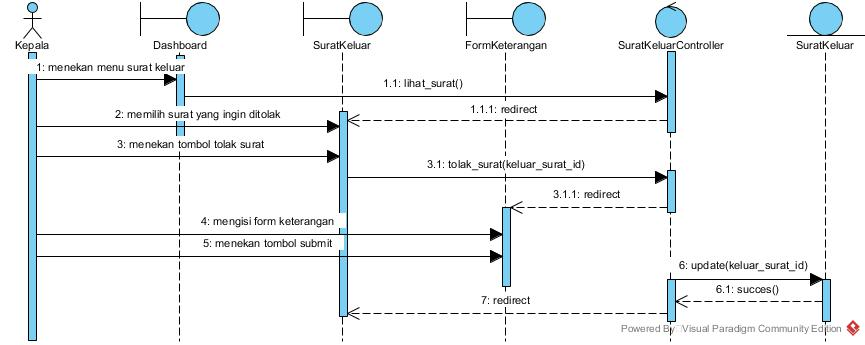 Kepala
Dashboard
SuratKeluar
FormKeterangan
SuratKeluarController
SuratKeluar
1: menekan menu surat keluar
1.1: lihat_surat()
1.1.1: redirect
2: memilih surat yang ingin ditolak
3: menekan tombol tolak surat
3.1: tolak_surat(keluar_surat_id)
3.1.1: redirect
4: mengisi form keterangan
5: menekan tombol submit
6: update(keluar_surat_id)
6.1: succes()
7: redirect
Powered By Visual Paradigm Community Edition